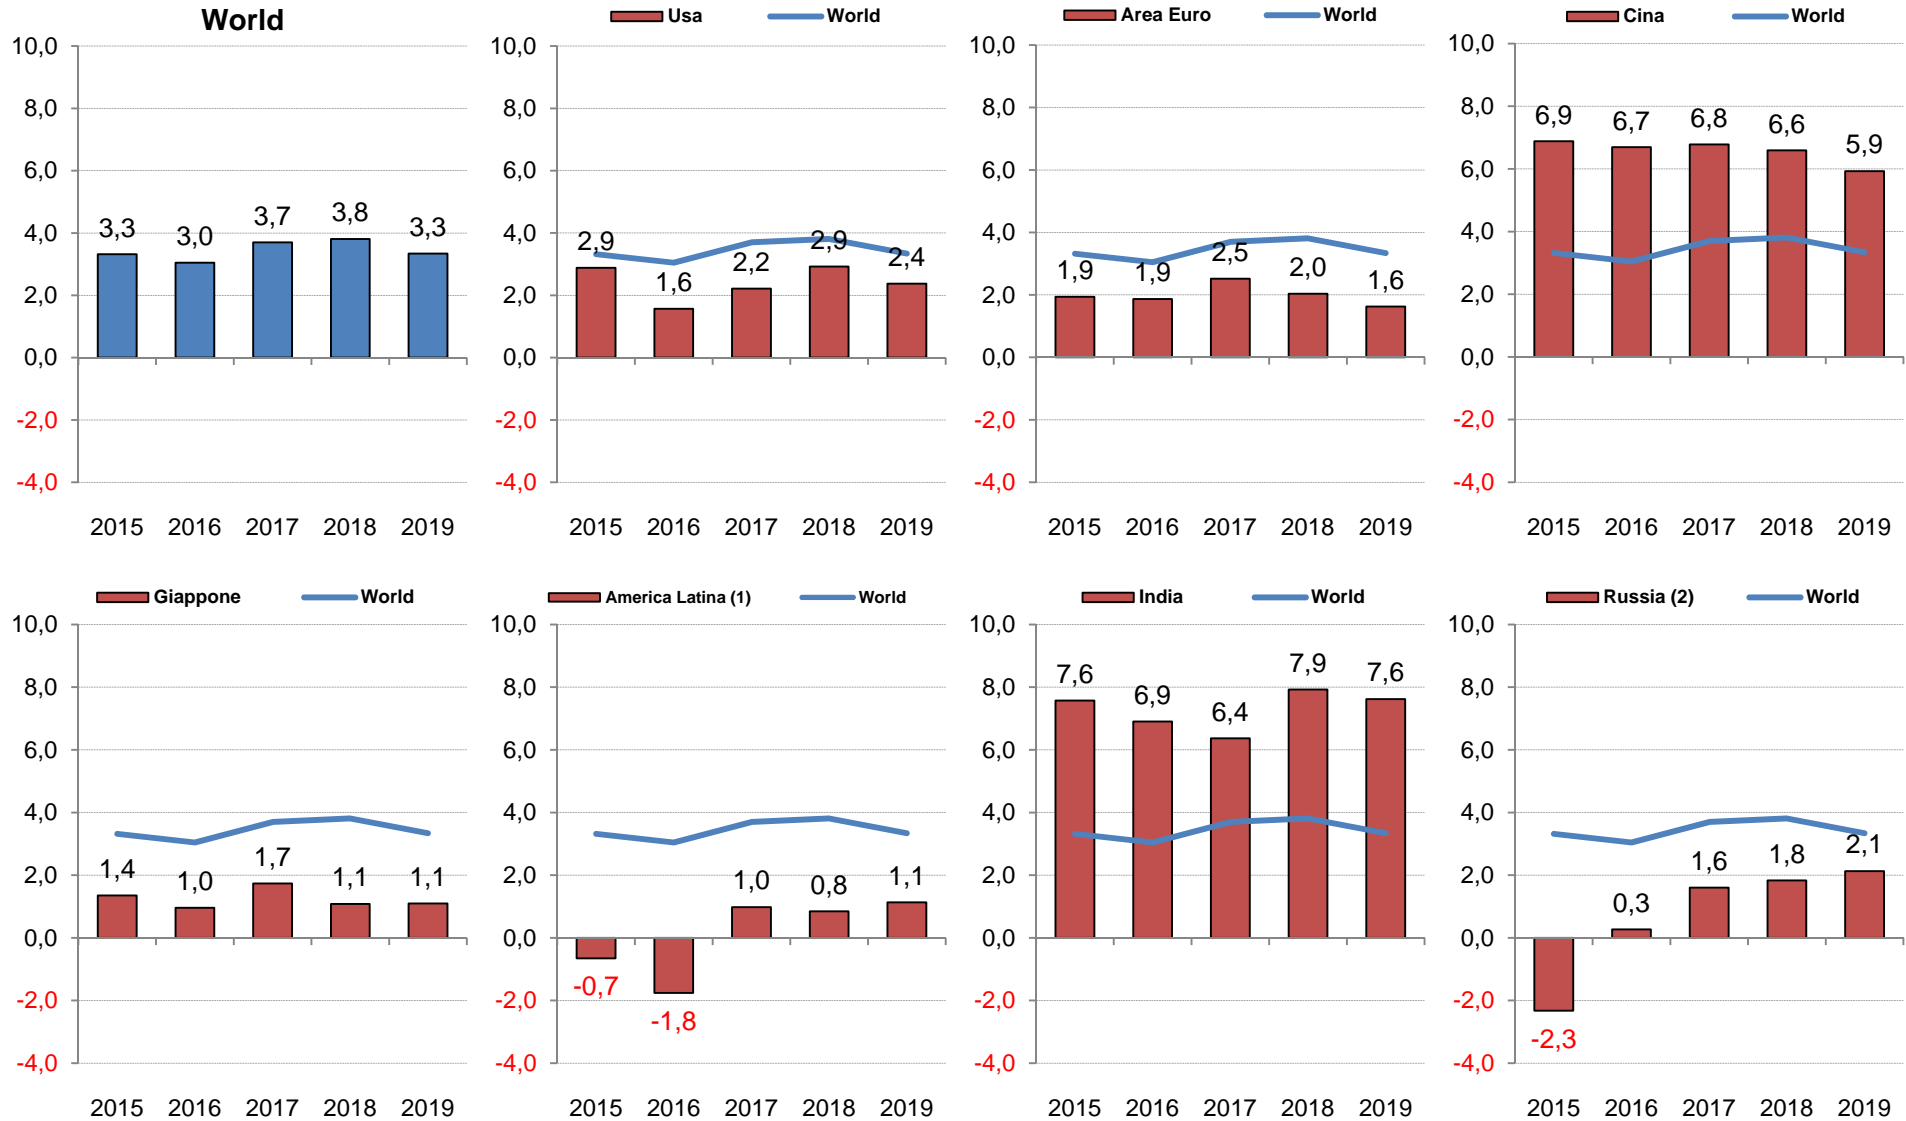 World
10,0
8,0
6,0
4,0
2,0
0,0
-2,0
-4,0
3,3 3,0 3,7 3,8 3,3
2015 2016 2017 2018 2019
Usa World
10,0
8,0
6,0
4,0
2,0
0,0
-2,0
-4,0
2,9 1,6 2,2 2,9 2,4
2015 2016 2017 2018 2019
Area Euro World
10,0
8,0
6,0
4,0
2,0
0,0
-2,0
-4,0
1,9 1,9 2,5 2,0 1,6
2015 2016 2017 2018 2019
Cina World
10,0
8,0
6,0
4,0
2,0
0,0
-2,0
-4,0
6,9 6,7 6,8 6,6 5,9
2015 2016 2017 2018 2019
Giappone World
10,0
8,0
6,0
4,0
2,0
0,0
-2,0
-4,0
1,4 1,0 1,7 1,1 1,1
2015 2016 2017 2018 2019
America Latina (1) World
10,0
8,0
6,0
4,0
2,0
0,0
-2,0
-4,0
-0,7 -1,8 1,0 0,8 1,1
2015 2016 2017 2018 2019
India World
10,0
8,0
6,0
4,0
2,0
0,0
-2,0
-4,0
7,6 6,9 6,4 7,9 7,6
2015 2016 2017 2018 2019
Russia (2) World
10,0
8,0
6,0
4,0
2,0
0,0
-2,0
-4,0
-2,3 0,3 1,6 1,8 2,1
2015 2016 2017 2018 2019